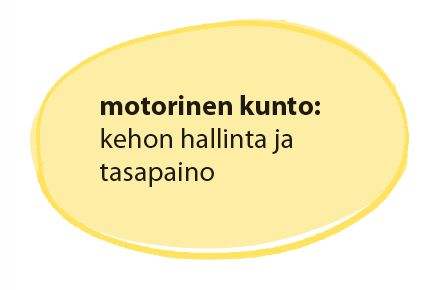 motorinen kunto:
kehon hallinta ja
tasapaino